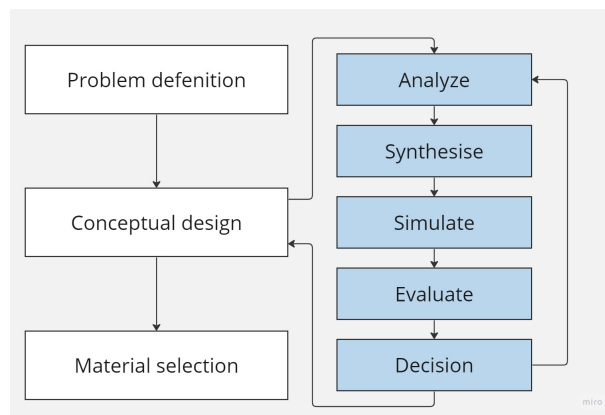 Problem defenition
Conceptual design
Material selection
Analyze
Synthesise
Simulate
Evaluate
Decision
miro